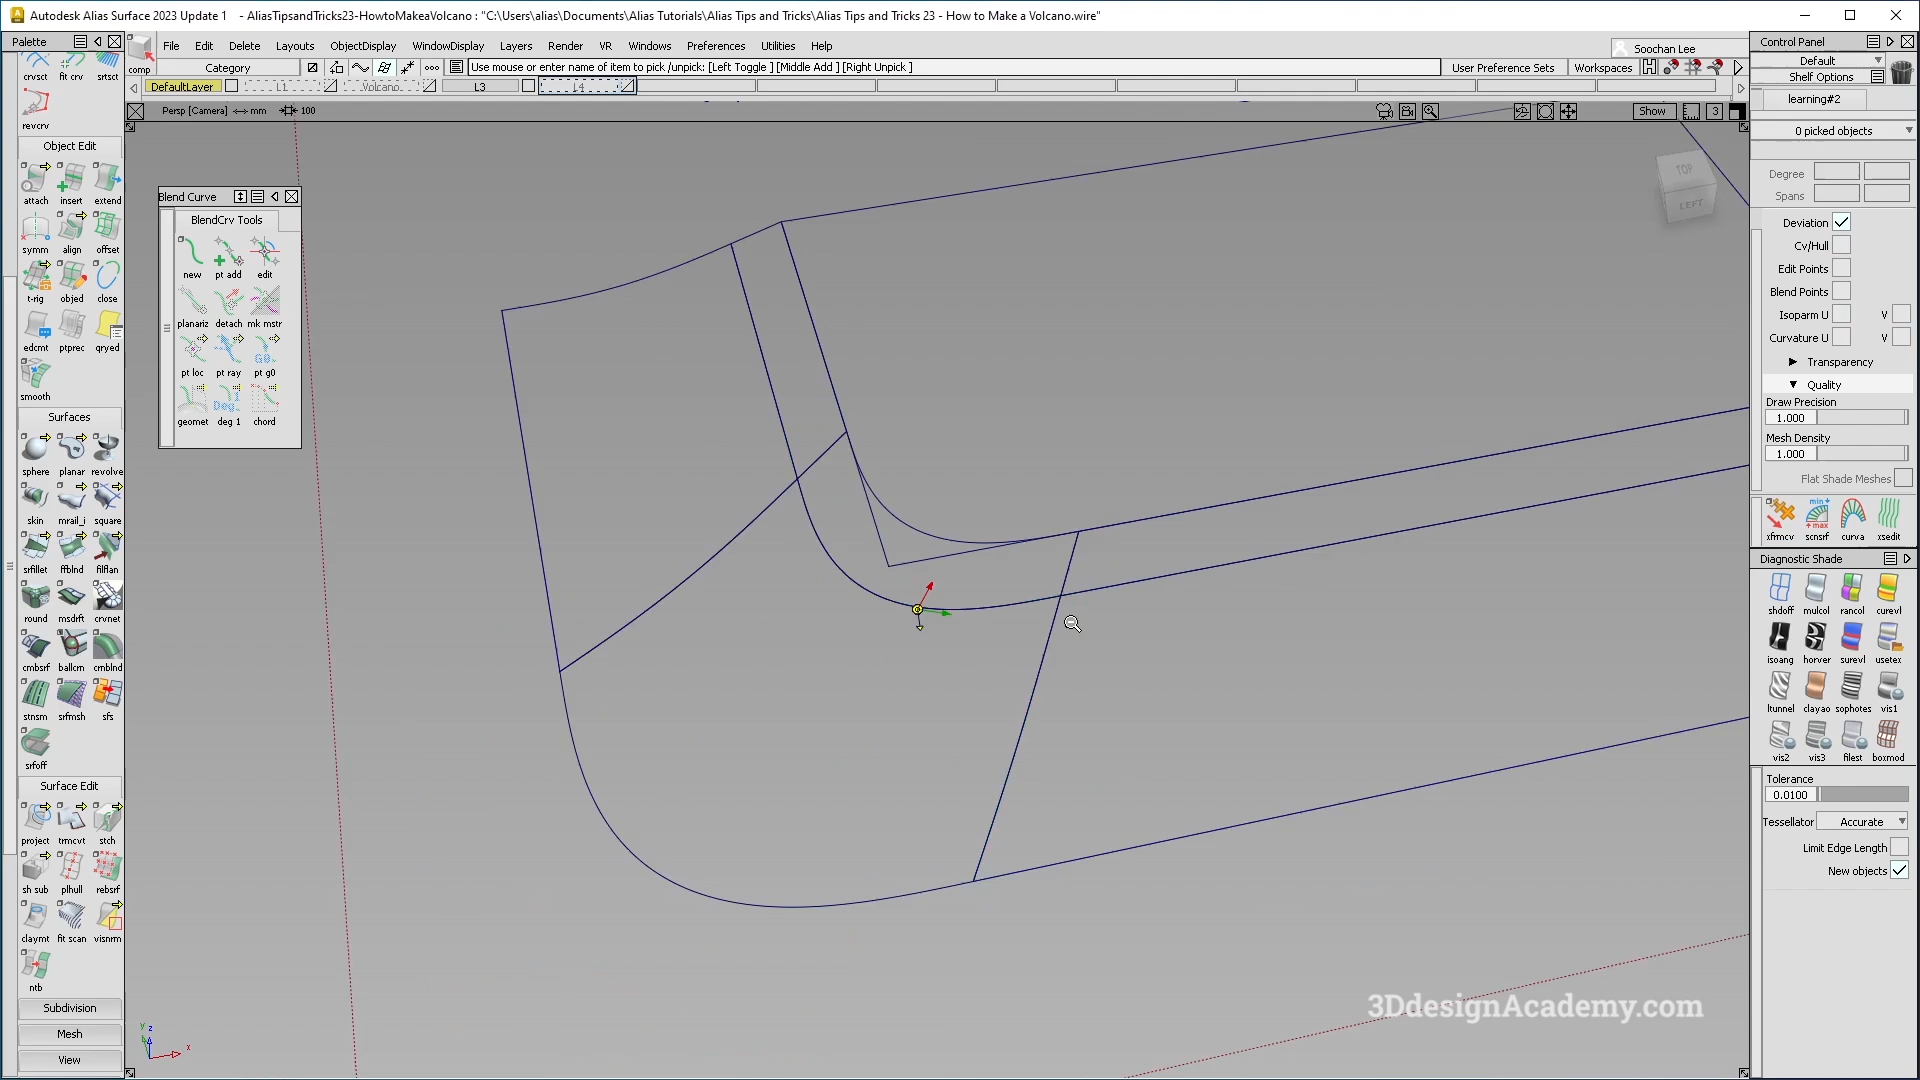 Autodesk Alias Surface 2023 Update 1 - AliasTipsandTricks23-HowtoMakeaVolcano : "C:\Users\alias\Documents\Alias Tutorials\Alias Tips and Tricks\Alias Tips and Tricks 23 - How to Make a Volcano.wire"
Palette
comp
File Edit Delete Layouts ObjectDisplay WindowDisplay Layers Render VR Windows Preferences Utilities Help
Soochan Lee
Category
Use mouse or enter name of item to pick /unpick: [Left Toggle ] [Middle Add ] [Right Unpick ]
User Preference Sets Workspaces
DefaultLayer L1 Volcano L3 L4
Persp [Camera] mm 100
Show 3
crvsct fit crv srtsct
revcrv
Object Edit
attach insert extend
symm align offset
t-rig objed close
edcmt ptprec qryed
smooth
Surfaces
sphere planar revolve
skin mrail_i square
srfillet ffblnd filflan
round msdrft crvnet
cmbsrf ballcrn crnblnd
stnsm srfmsh sfs
srfoff
Surface Edit
project trmcvt stch
sh sub plhull rebsrf
claymt fit scan visnrm
ntb
Subdivision
Mesh
View
Blend Curve
BlendCrv Tools
new pt add edit
planariz detach mk mstr
pt loc pt ray pt g0
geomet deg 1 chord
TOP
LEFT
y z
x
3DdesignAcademy.com
Control Panel
Default
Shelf Options
learning#2
0 picked objects
Degree
Spans
Deviation
Cv/Hull
Edit Points
Blend Points
Isoparm U V
Curvature U V
Transparency
Quality
Draw Precision
1.000
Mesh Density
1.000
Flat Shade Meshes
xfrmcv scnsrf curva xsedit
Diagnostic Shade
shdoff mulcol rancol curevl
isoang horver surevl usetex
ltunnel clayao sophotes vis1
vis2 vis3 filest boxmod
Tolerance
0.0100
Tessellator Accurate
Limit Edge Length
New objects